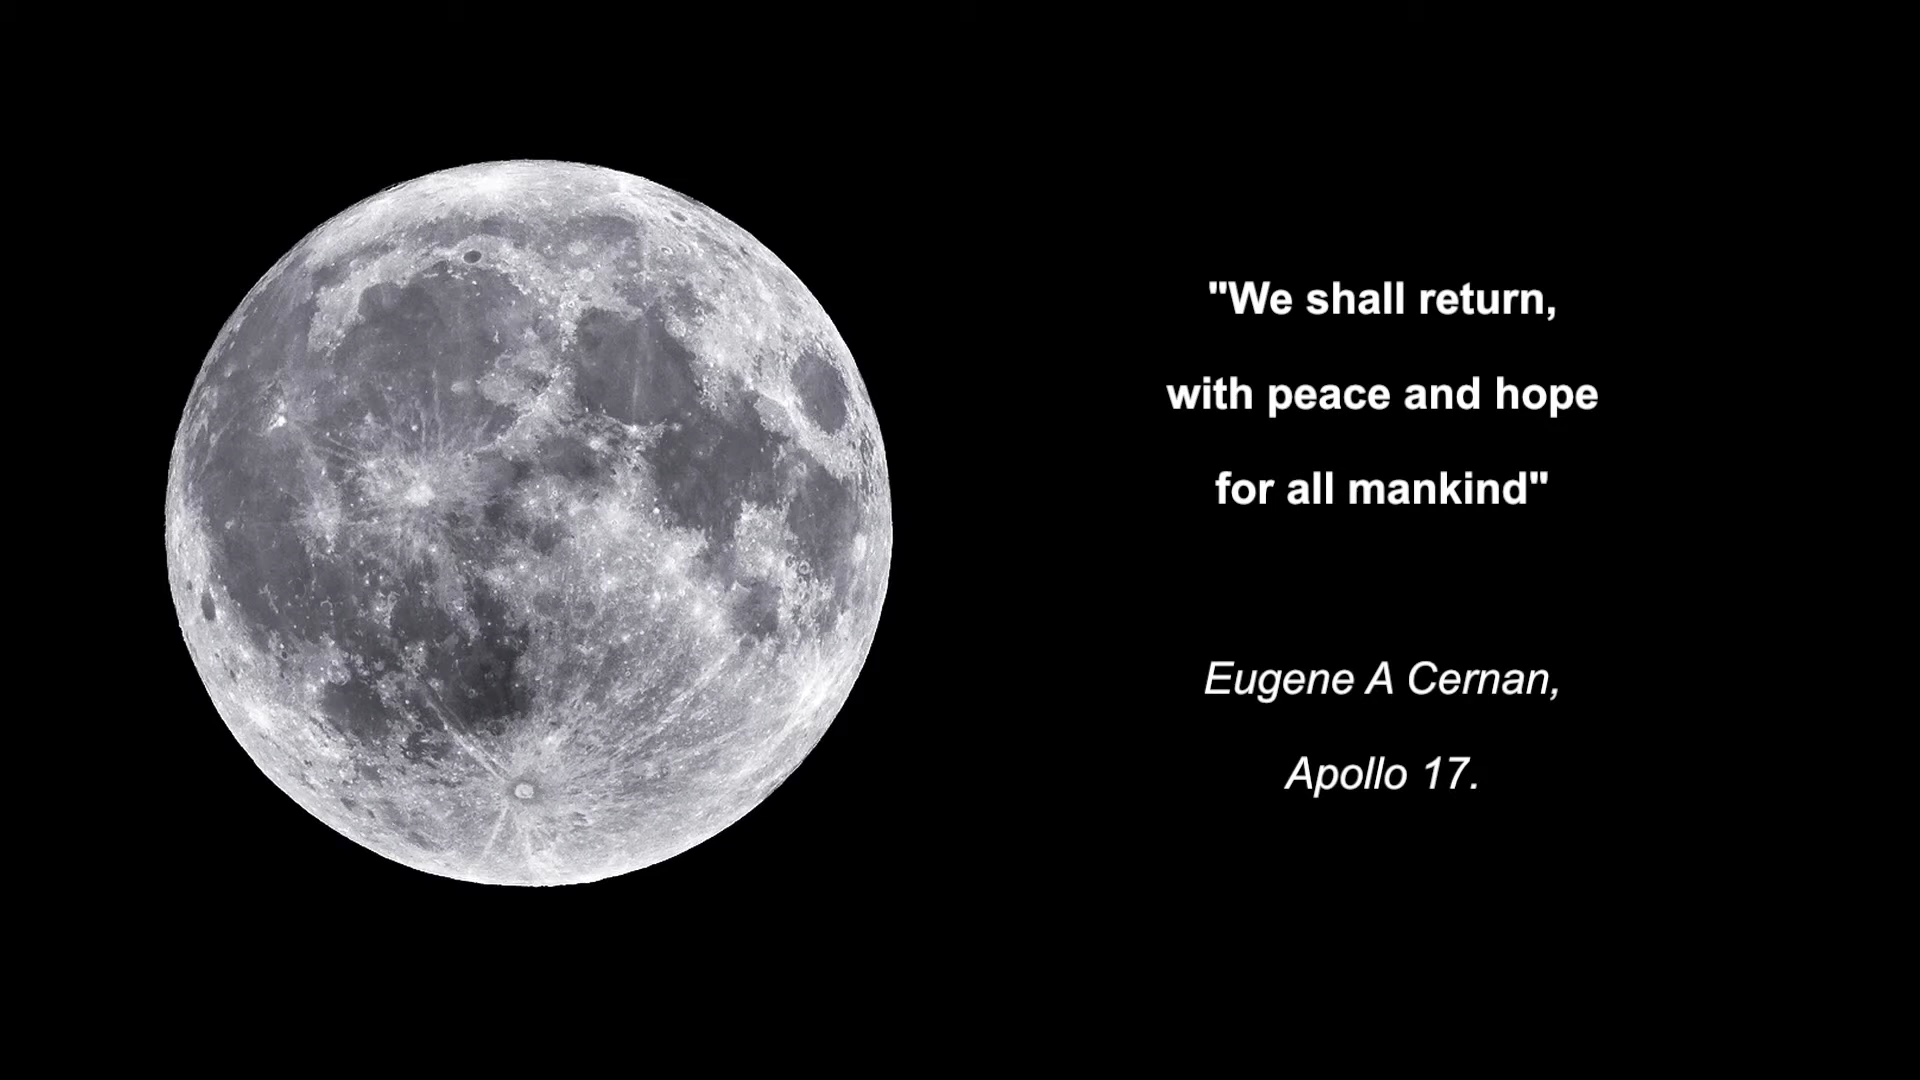 "We shall return,
with peace and hope
for all mankind"
Eugene A Cernan,
Apollo 17.